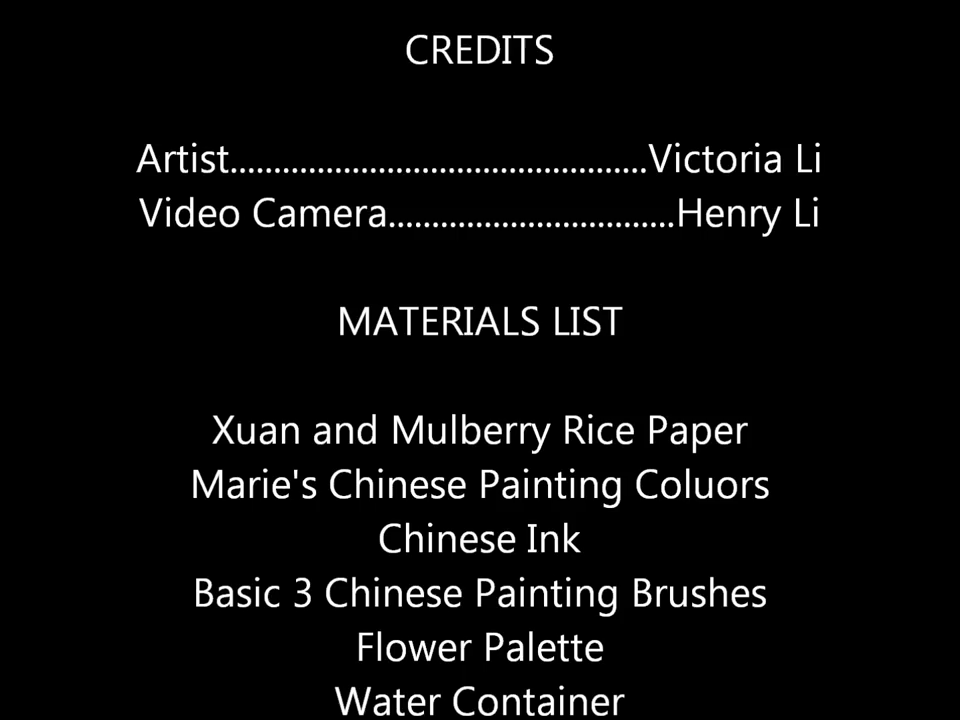 CREDITS
Artist................................................Victoria Li
Video Camera.................................Henry Li
MATERIALS LIST
Xuan and Mulberry Rice Paper
Marie's Chinese Painting Coluors
Chinese Ink
Basic 3 Chinese Painting Brushes
Flower Palette
Water Container